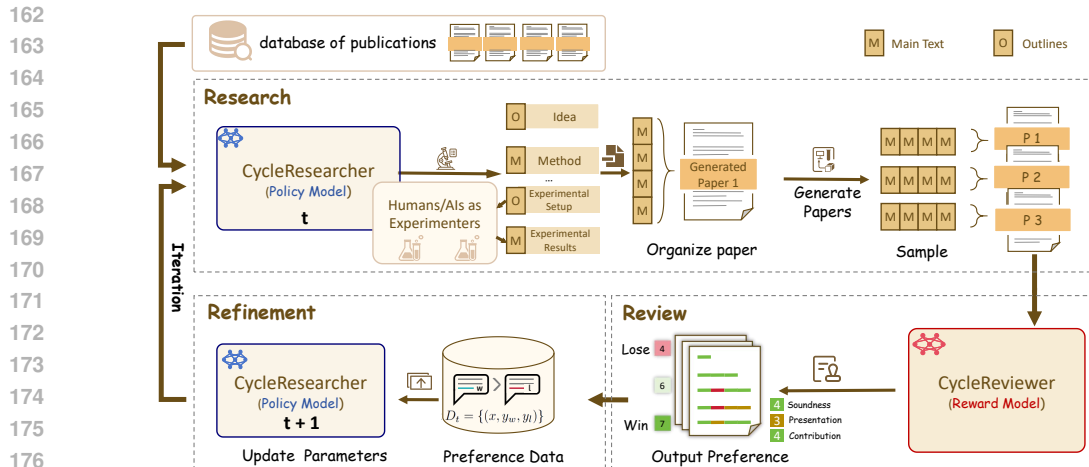 162
163
164
165
166
167
168
169
170
171
172
173
174
175
176
database of publications
M Main Text
O Outlines
Research
CycleResearcher
(Policy Model)
t
Humans/AIs as
Experimenters
O Idea
M Method
...
O Experimental
Setup
M Experimental
Results
M
M
M
M
Generated
Paper 1
Organize paper
Generate
Papers
M M M M
M M M M
M M M M
Sample
P 1
P 2
P 3
Iteration
Refinement
CycleResearcher
(Policy Model)
t + 1
Update Parameters
w > l
D_t = {(x, y_w, y_l)}
Preference Data
Review
Lose 4
6
Win 7
4 Soundness
3 Presentation
4 Contribution
Output Preference
CycleReviewer
(Reward Model)